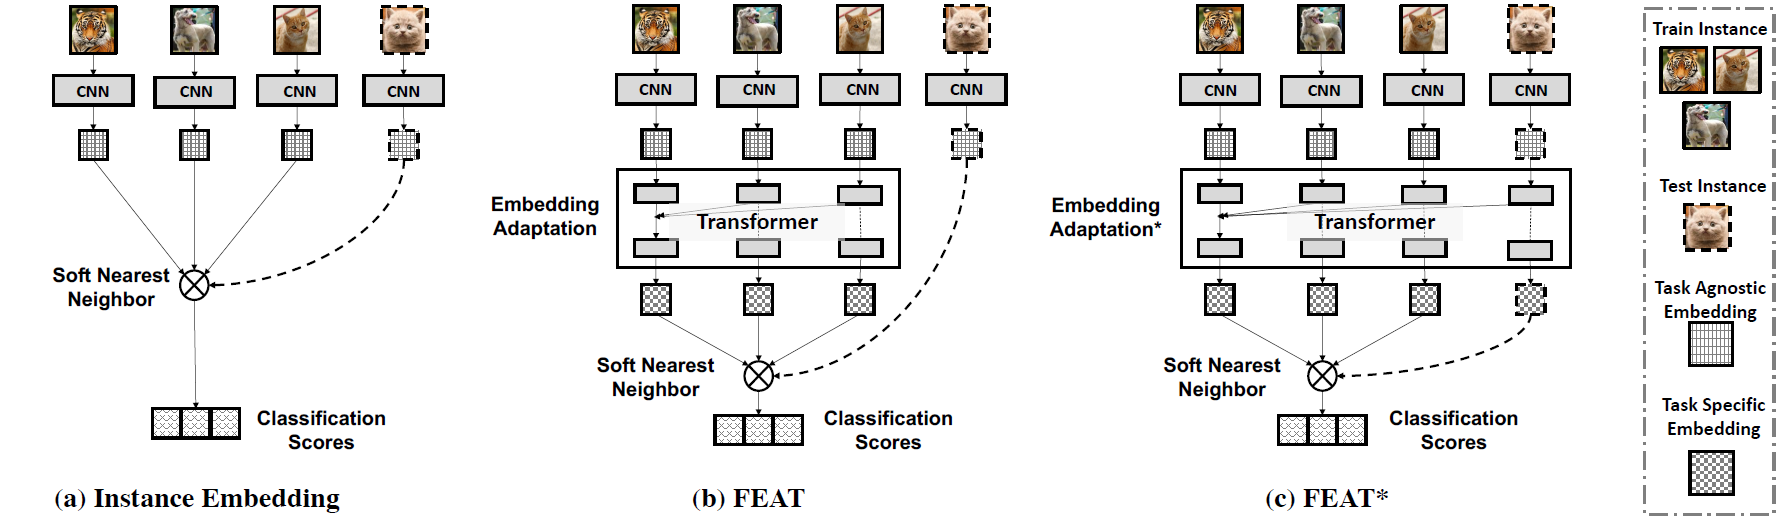 CNN
CNN
CNN
CNN
Soft Nearest
Neighbor
Classification
Scores
(a) Instance Embedding
CNN
CNN
CNN
CNN
Embedding
Adaptation
Transformer
Soft Nearest
Neighbor
Classification
Scores
(b) FEAT
CNN
CNN
CNN
CNN
Embedding
Adaptation*
Transformer
Soft Nearest
Neighbor
Classification
Scores
(c) FEAT*
Train Instance
Test Instance
Task Agnostic
Embedding
Task Specific
Embedding